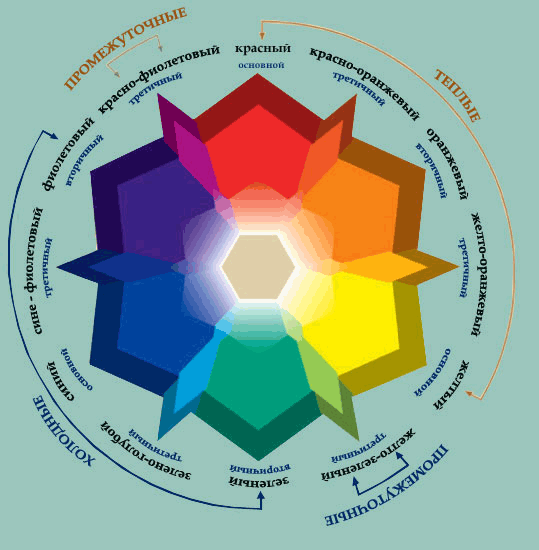 красный
основной
красно-оранжевый
третичный
ТЕПЛЫЕ
оранжевый
вторичный
желто-оранжевый
третичный
желтый
основной
желто-зеленый
третичный
ПРОМЕЖУТОЧНЫЕ
зеленый
вторичный
зелено-голубой
третичный
ХОЛОДНЫЕ
синий
основной
сине - фиолетовый
третичный
фиолетовый
вторичный
красно-фиолетовый
третичный
ПРОМЕЖУТОЧНЫЕ